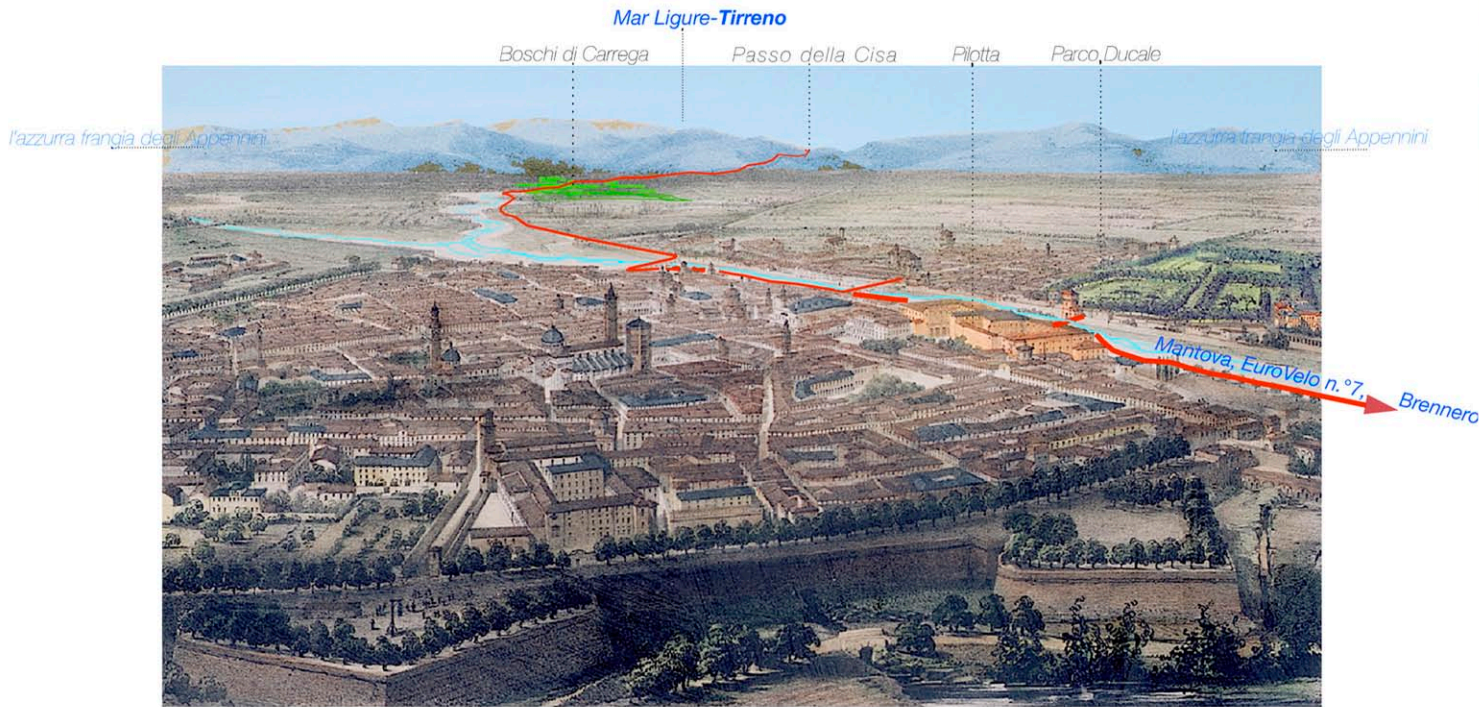 Mar Ligure-Tirreno
Boschi di Carrega
Passo della Cisa
Pilotta
Parco Ducale
l'azzurra frangia degli Appennini
l'azzurra frangia degli Appennini
Mantova, EuroVelo n.°7,
Brennero